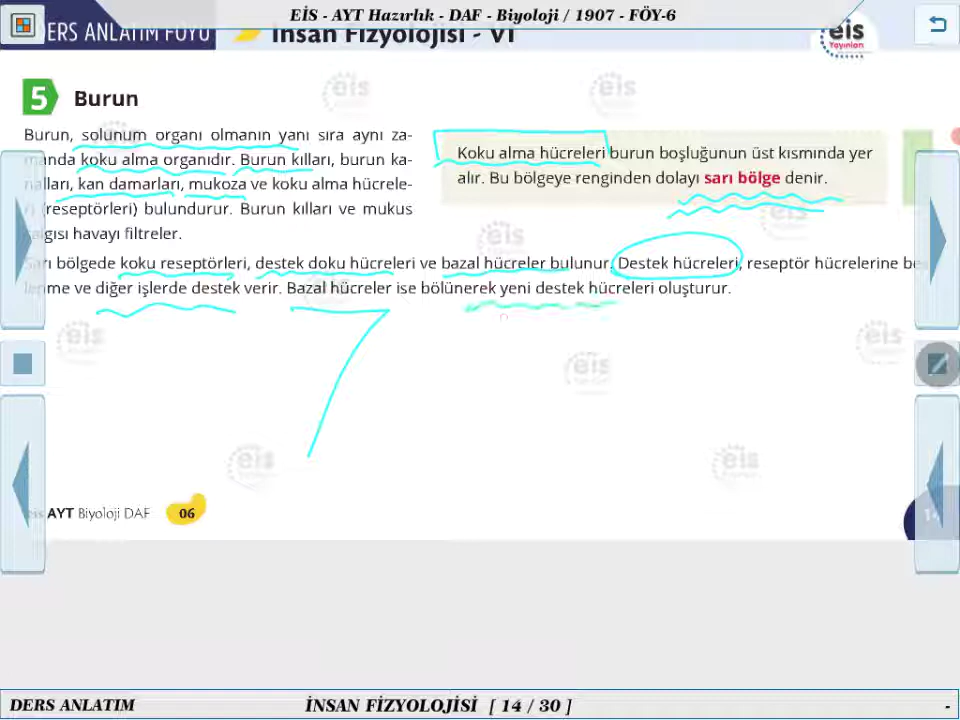 EİS - AYT Hazırlık - DAF - Biyoloji / 1907 - FÖY-6
DERS ANLATIM FÖYÜ
İnsan Fizyolojisi - VI
eis
Yayınları
5 Burun
Burun, solunum organı olmanın yanı sıra aynı za-
manda koku alma organıdır. Burun kılları, burun ka-
nalları, kan damarları, mukoza ve koku alma hücrele-
ri (reseptörleri) bulundurur. Burun kılları ve mukus
salgısı havayı filtreler.
Koku alma hücreleri burun boşluğunun üst kısmında yer
alır. Bu bölgeye renginden dolayı sarı bölge denir.
Sarı bölgede koku reseptörleri, destek doku hücreleri ve bazal hücreler bulunur. Destek hücreleri, reseptör hücrelerine bes-
lenme ve diğer işlerde destek verir. Bazal hücreler ise bölünerek yeni destek hücreleri oluşturur.
eis AYT Biyoloji DAF 06
14
DERS ANLATIM
İNSAN FİZYOLOJİSİ [ 14 / 30 ]
-